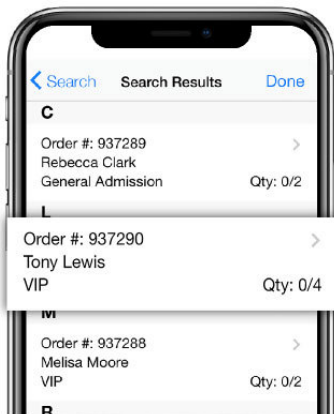 Search Search Results Done
C
Order #: 937289
Rebecca Clark
General Admission Qty: 0/2
L
Order #: 937290
Tony Lewis
VIP Qty: 0/4
M
Order #: 937288
Melisa Moore
VIP Qty: 0/2
R